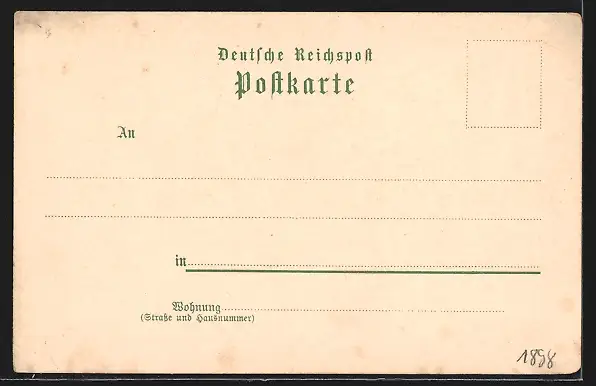 Deutsche Reichspost
Postkarte
An
in
Wohnung
(Straße und Hausnummer)
1898